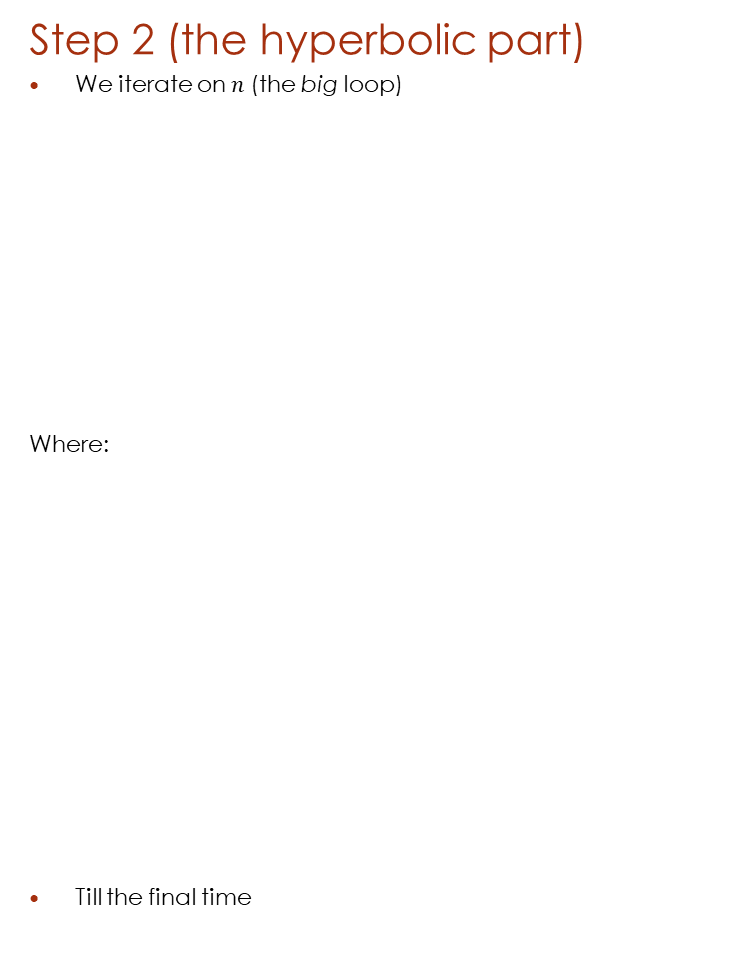 Step 2 (the hyperbolic part)
• We iterate on n (the big loop)
Where:
• Till the final time